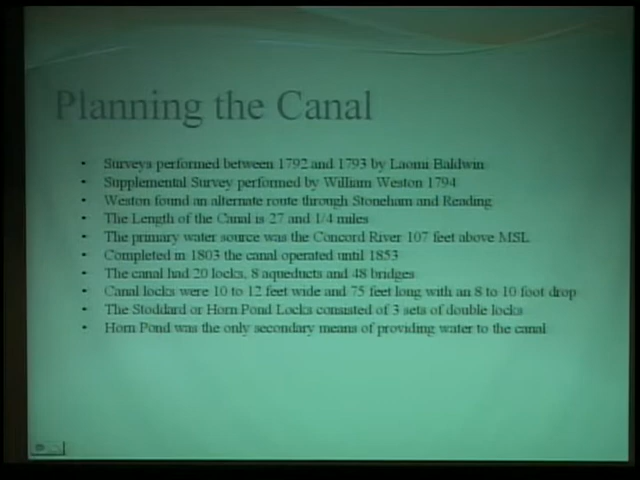 Planning the Canal
• Surveys performed between 1792 and 1793 by Laomi Baldwin
• Supplemental Survey performed by William Weston 1794
• Weston found an alternate route through Stoneham and Reading
• The Length of the Canal is 27 and 1/4 miles
• The primary water source was the Concord River 107 feet above MSL
• Completed in 1803 the canal operated until 1853
• The canal had 20 locks, 8 aqueducts and 48 bridges
• Canal locks were 10 to 12 feet wide and 75 feet long with an 8 to 10 foot drop
• The Stoddard or Horn Pond Locks consisted of 3 sets of double locks
• Horn Pond was the only secondary means of providing water to the canal